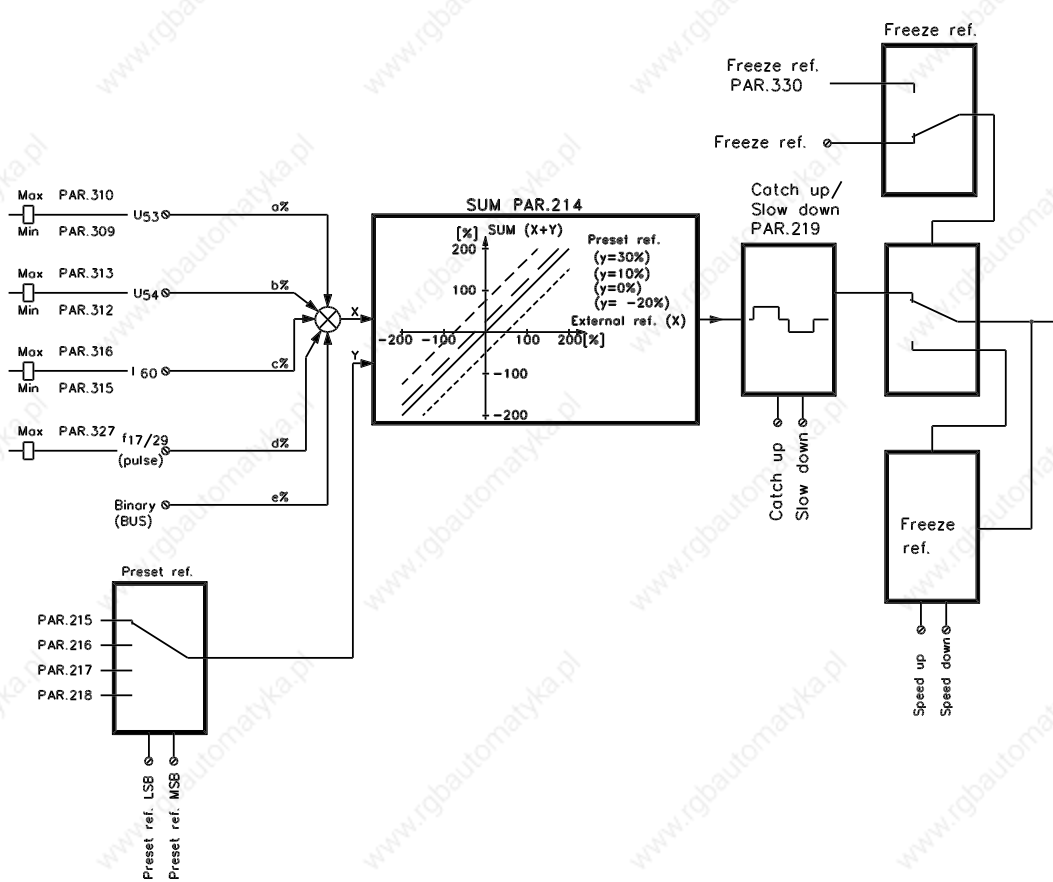 Freeze ref.
Freeze ref.
PAR.330
Freeze ref.
Catch up/
Slow down
PAR.219
Max PAR.310
U53
a%
Min PAR.309
Max PAR.313
U54
b%
Min PAR.312
Max PAR.316
I 60
c%
Min PAR.315
Max PAR.327
f17/29
(pulse)
d%
Binary
(BUS)
e%
X
Y
SUM PAR.214
[%] SUM (X+Y)
200
100
Preset ref.
(y=30%)
(y=10%)
(y=0%)
(y= -20%)
External ref. (X)
-200 -100 100 200[%]
-100
-200
Catch up
Slow down
Freeze
ref.
Speed up
Speed down
Preset ref.
PAR.215
PAR.216
PAR.217
PAR.218
Preset ref. LSB
Preset ref. MSB
www.rgbautomatyka.pl